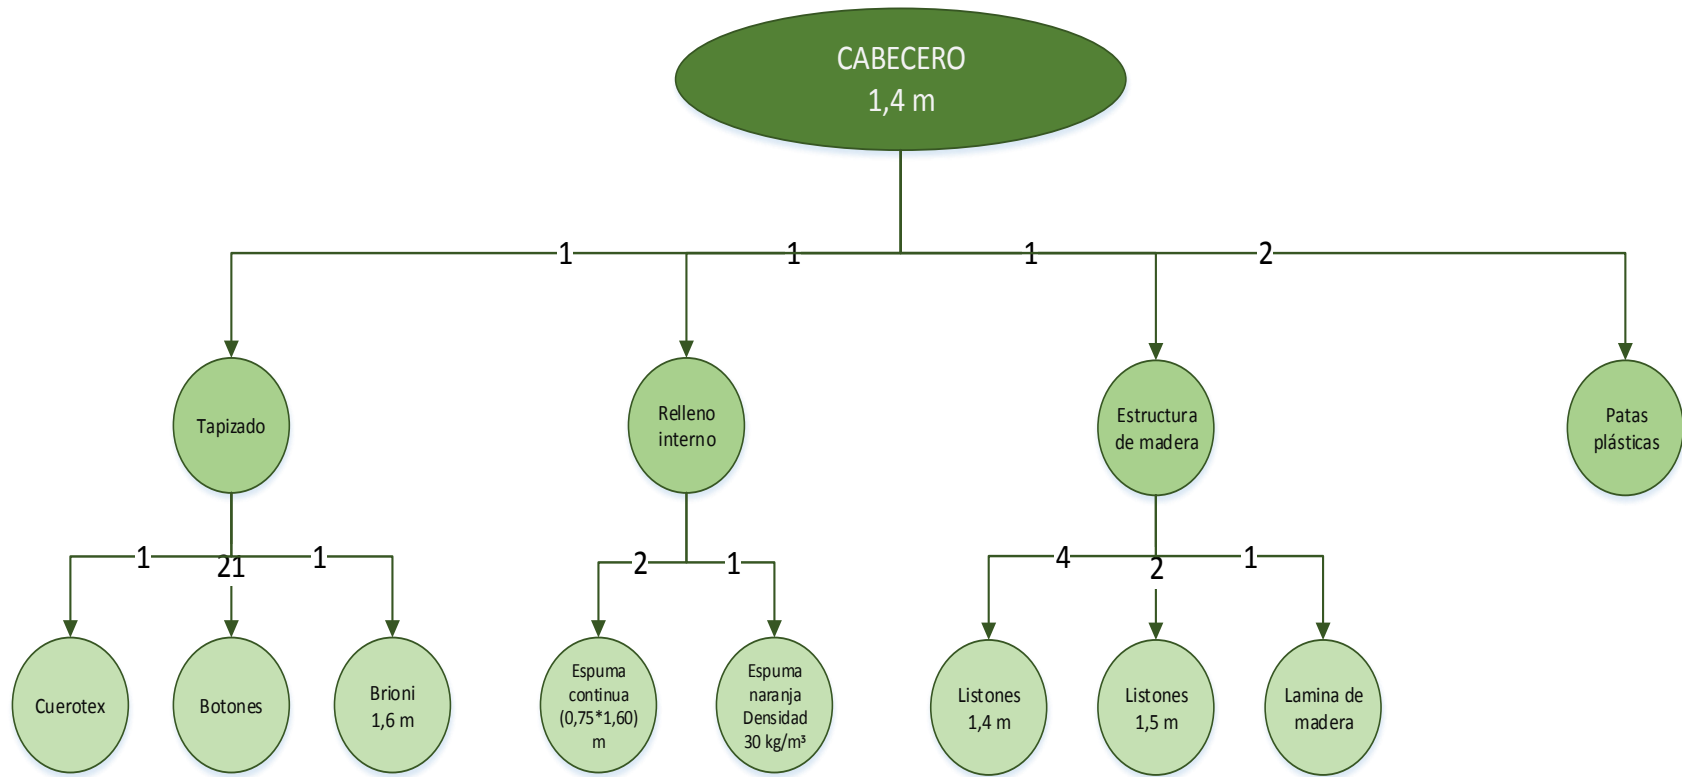 CABECERO
1,4 m
1
1
1
2
Tapizado
Relleno
interno
Estructura
de madera
Patas
plásticas
1
21
1
2
1
4
2
1
Cuerotex
Botones
Brioni
1,6 m
Espuma
continua
(0,75*1,60)
m
Espuma
naranja
Densidad
30 kg/m³
Listones
1,4 m
Listones
1,5 m
Lamina de
madera